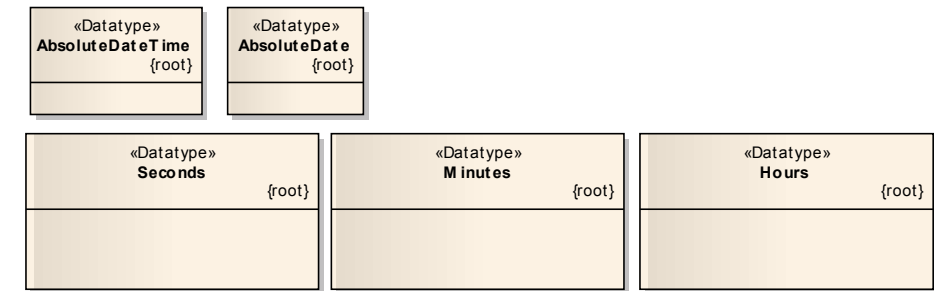 «Datatype»
AbsoluteDateTime
{root}
«Datatype»
AbsoluteDate
{root}
«Datatype»
Seconds
{root}
«Datatype»
Minutes
{root}
«Datatype»
Hours
{root}